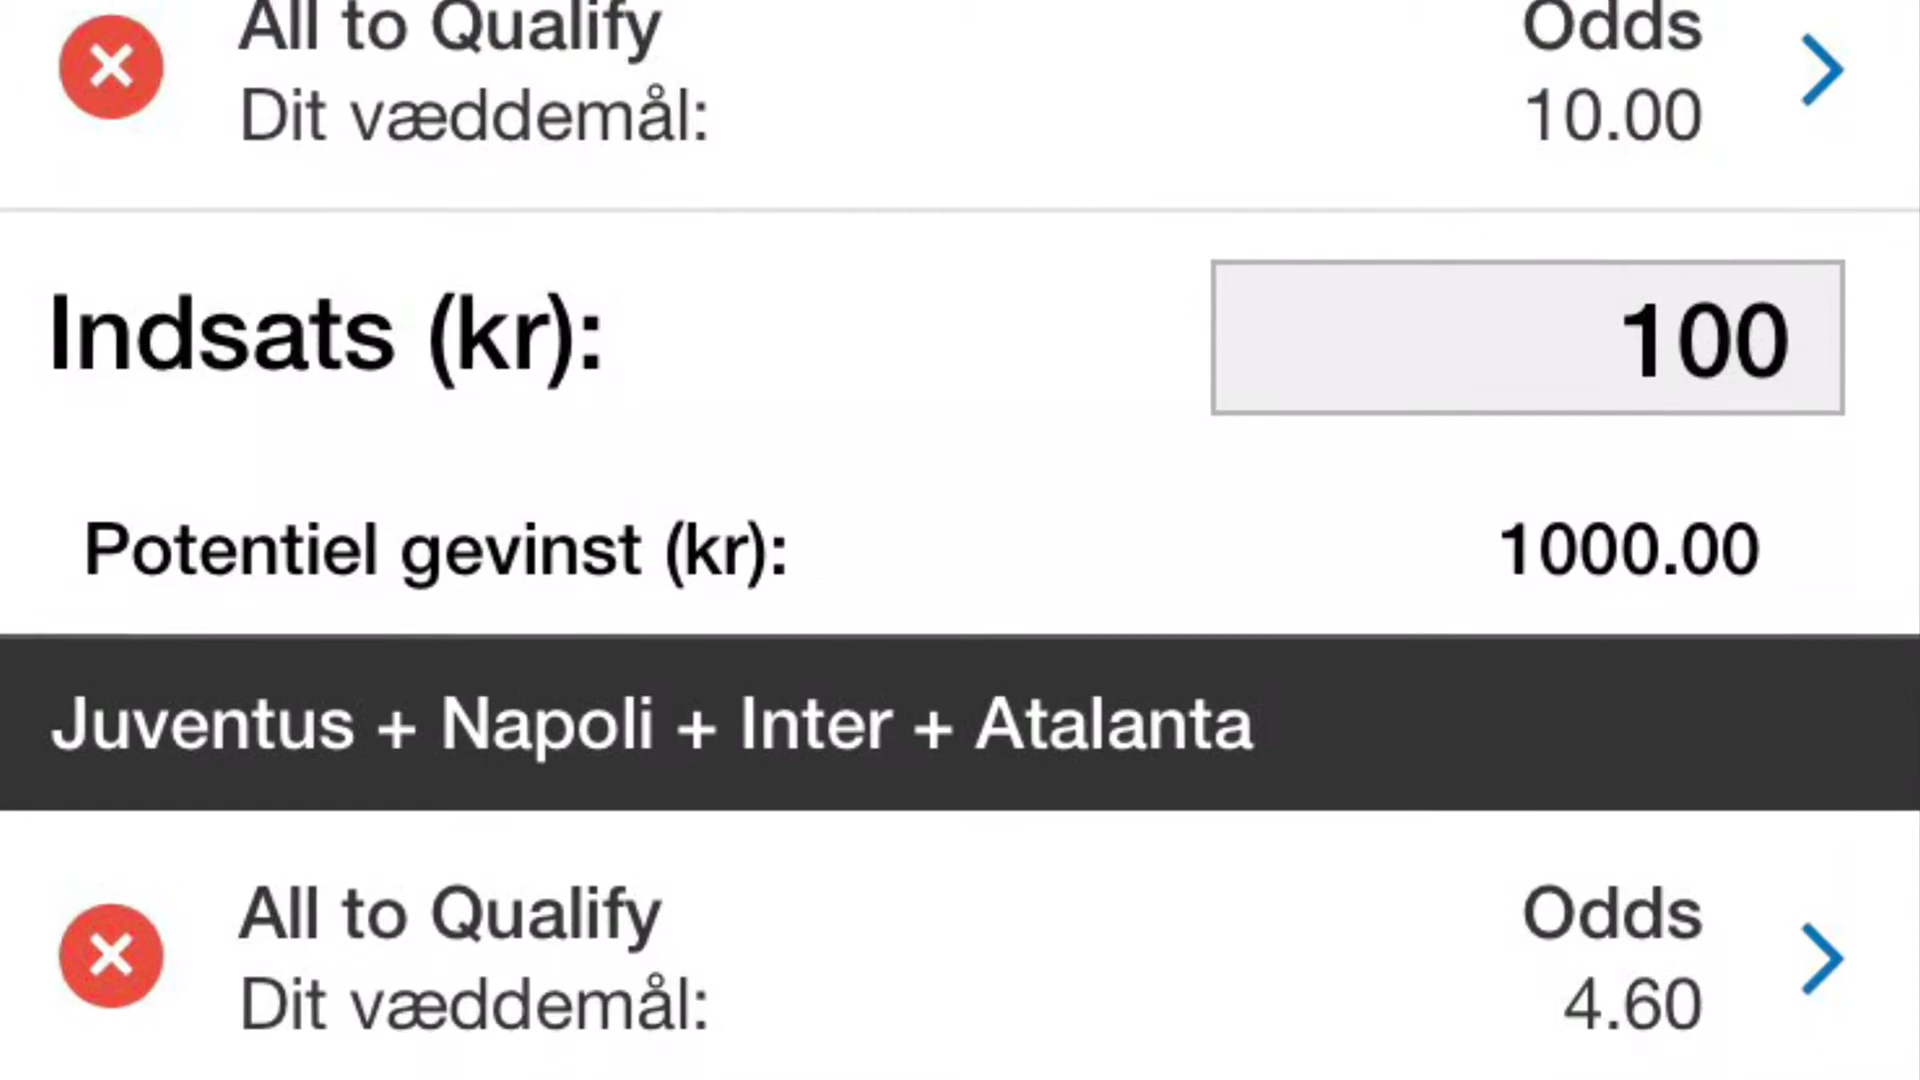 All to Qualify Odds
Dit væddemål: 10.00
Indsats (kr): 100
Potentiel gevinst (kr): 1000.00
Juventus + Napoli + Inter + Atalanta
All to Qualify Odds
Dit væddemål: 4.60